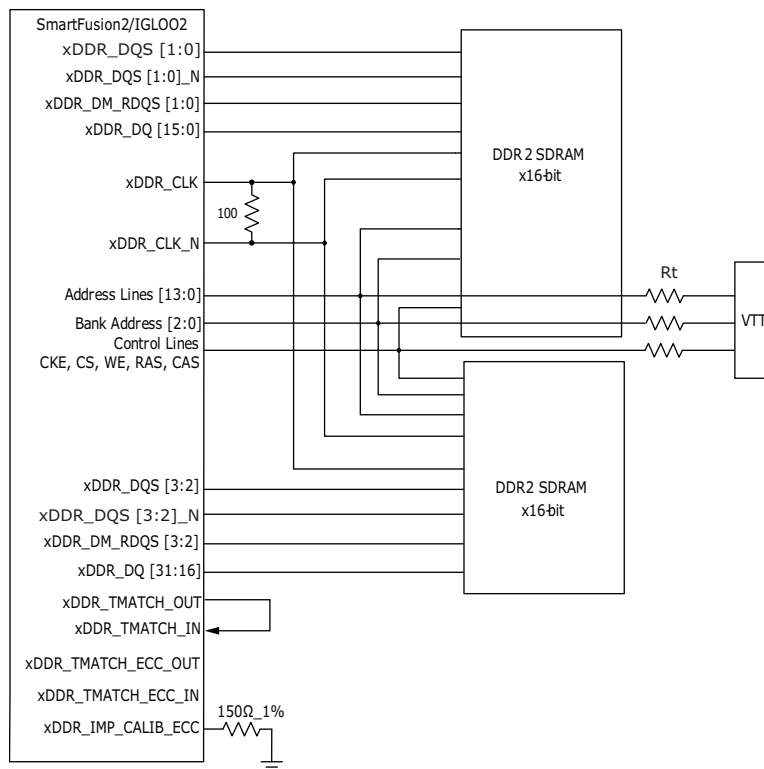 SmartFusion2/IGLOO2
xDDR_DQS [1:0]
xDDR_DQS [1:0]_N
xDDR_DM_RDQS [1:0]
xDDR_DQ [15:0]
DDR2 SDRAM
x16-bit
xDDR_CLK
100
xDDR_CLK_N
Rt
Address Lines [13:0]
Bank Address [2:0]
VTT
Control Lines
CKE, CS, WE, RAS, CAS
xDDR_DQS [3:2]
DDR2 SDRAM
x16-bit
xDDR_DQS [3:2]_N
xDDR_DM_RDQS [3:2]
xDDR_DQ [31:16]
xDDR_TMATCH_OUT
xDDR_TMATCH_IN
xDDR_TMATCH_ECC_OUT
xDDR_TMATCH_ECC_IN
150Ω_1%
xDDR_IMP_CALIB_ECC